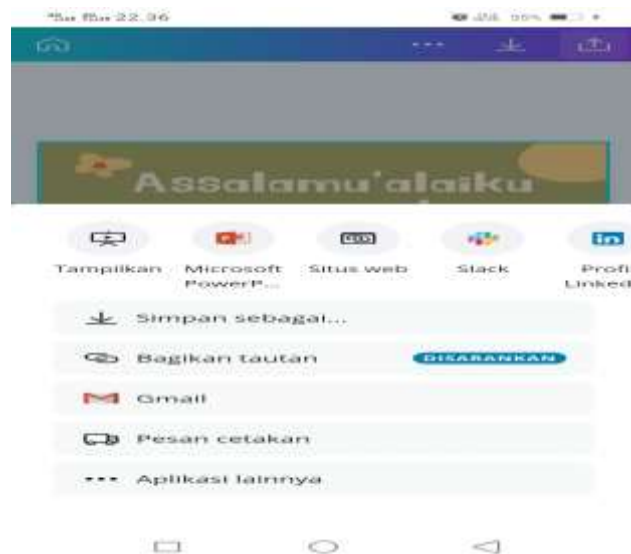 22.36
Assalamu'alaiku
Tampilkan
Microsoft PowerP...
Situs web
Slack
Profi Linked
Simpan sebagai...
Bagikan tautan DISARANKAN
Gmail
Pesan cetakan
Aplikasi lainnya